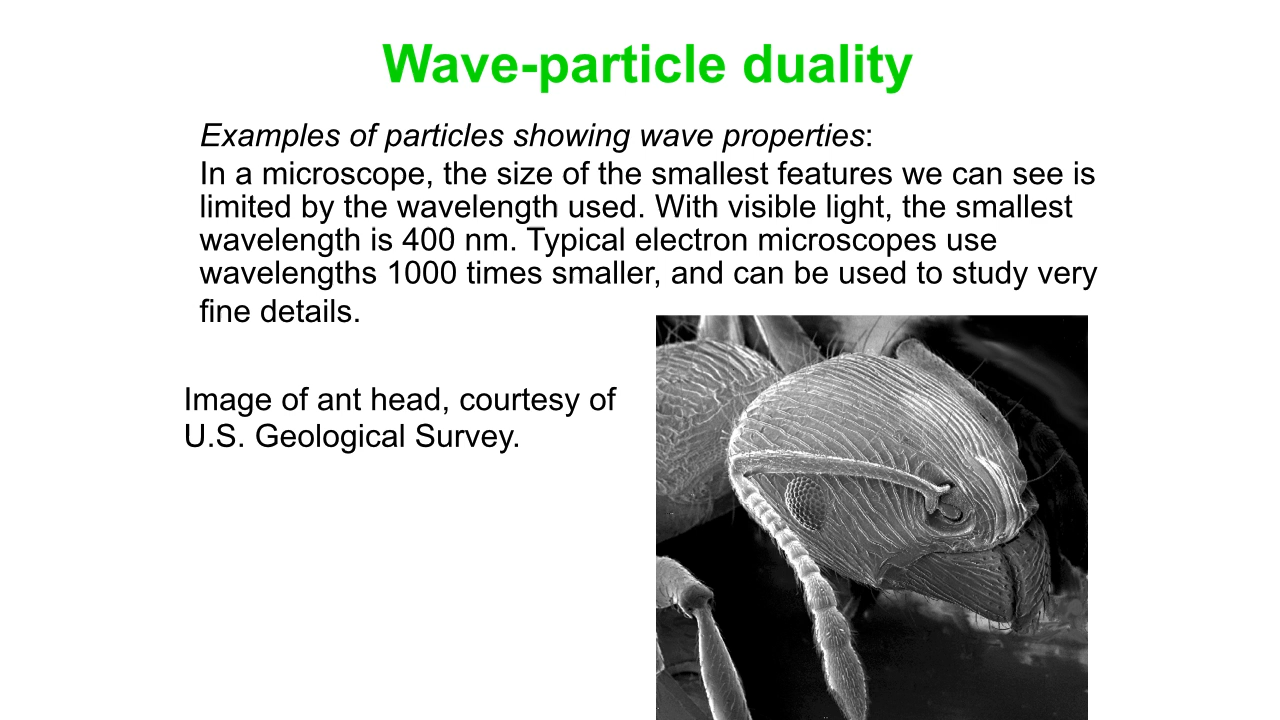 Wave-particle duality
Examples of particles showing wave properties:
In a microscope, the size of the smallest features we can see is
limited by the wavelength used. With visible light, the smallest
wavelength is 400 nm. Typical electron microscopes use
wavelengths 1000 times smaller, and can be used to study very
fine details.
Image of ant head, courtesy of
U.S. Geological Survey.